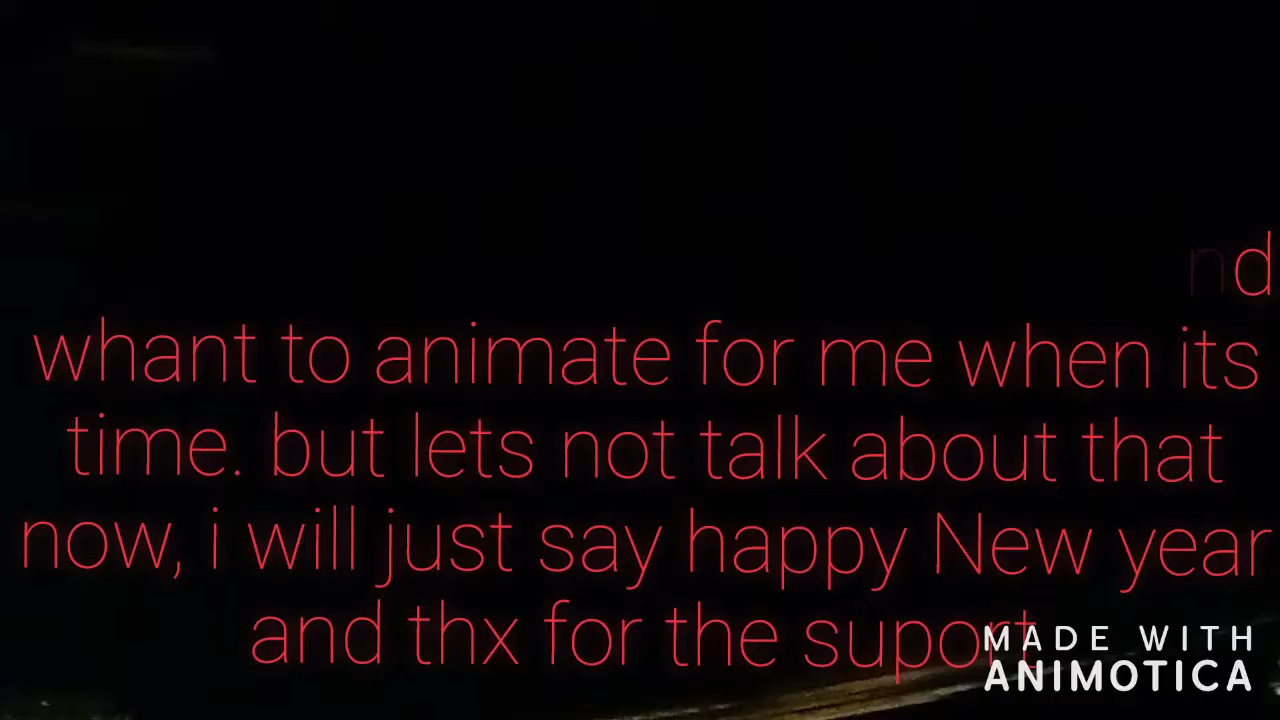 nd
whant to animate for me when its
time. but lets not talk about that
now, i will just say happy New year
and thx for the suport
MADE WITH
ANIMOTICA